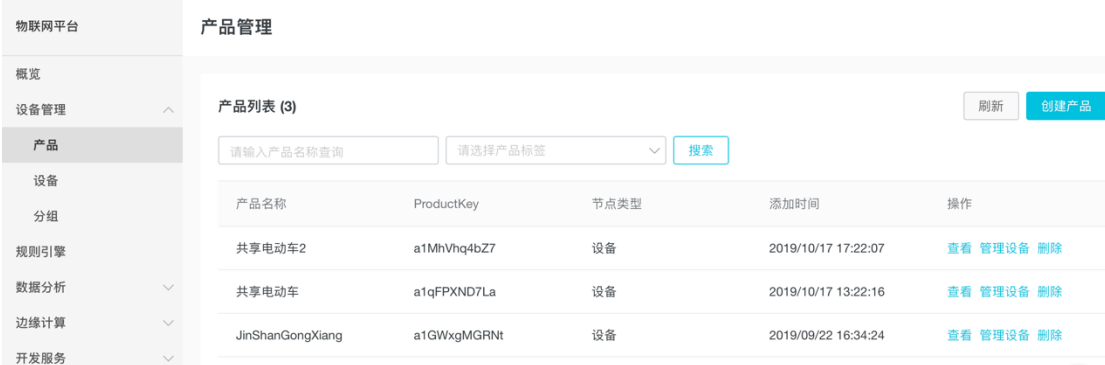 物联网平台
产品管理
概览
设备管理
产品
设备
分组
规则引擎
数据分析
边缘计算
开发服务
产品列表 (3)
刷新
创建产品
请输入产品名称查询
请选择产品标签
搜索
产品名称 ProductKey 节点类型 添加时间 操作
共享电动车2 a1MhVhq4bZ7 设备 2019/10/17 17:22:07 查看 管理设备 删除
共享电动车 a1qFPXND7La 设备 2019/10/17 13:22:16 查看 管理设备 删除
JinShanGongXiang a1GWxgMGRNt 设备 2019/09/22 16:34:24 查看 管理设备 删除